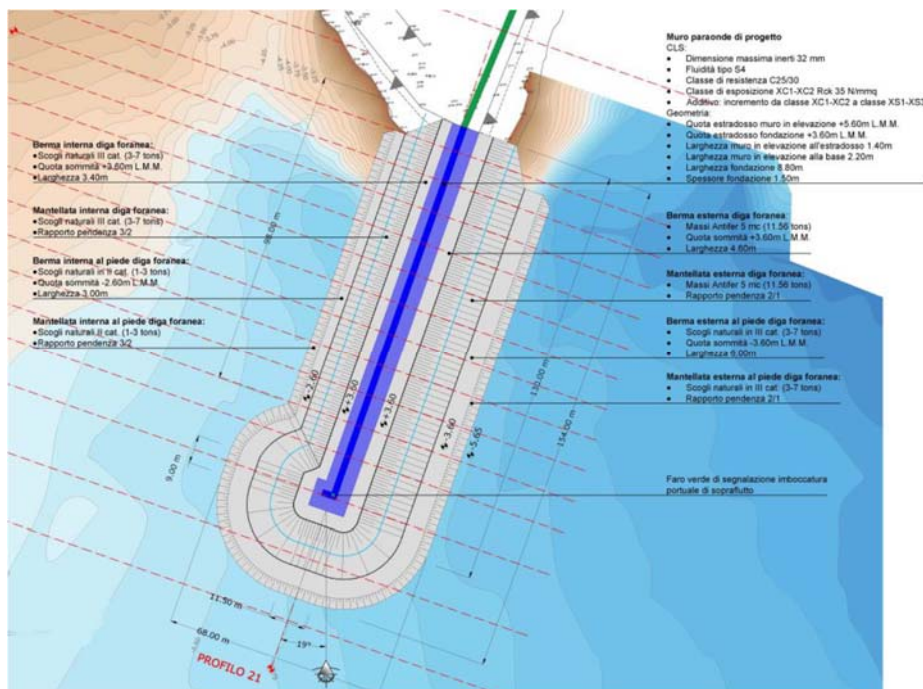 Muro paraonde di progetto
CLS:
• Dimensione massima inerti 32 mm
• Fluidità tipo S4
• Classe di resistenza C25/30
• Classe di esposizione XC1-XC2 Rck 35 N/mmq
• Additivo: incremento da classe XC1-XC2 a classe XS1-XS3
Geometria:
• Quota estradosso muro in elevazione +5.60m L.M.M.
• Quota estradosso fondazione +3.60m L.M.M.
• Larghezza muro in elevazione all'estradosso 1.40m
• Larghezza muro in elevazione alla base 2.20m
• Larghezza fondazione 8.80m
• Spessore fondazione 1.50m
Berma interna diga foranea:
•Scogli naturali III cat. (3-7 tons)
•Quota sommità +3.60m L.M.M.
•Larghezza 3.40m
Mantellata interna diga foranea:
•Scogli naturali III cat. (3-7 tons)
•Rapporto pendenza 3/2
Berma interna al piede diga foranea:
•Scogli naturali in II cat. (1-3 tons)
•Quota sommità -2.60m L.M.M.
•Larghezza 3.00m
Mantellata interna al piede diga foranea:
•Scogli naturali II cat. (1-3 tons)
•Rapporto pendenza 3/2
Berma esterna diga foranea:
• Massi Antifer 5 mc (11.56 tons)
• Quota sommità +3.60m L.M.M.
• Larghezza 4.60m
Mantellata esterna diga foranea:
• Massi Antifer 5 mc (11.56 tons)
• Rapporto pendenza 2/1
Berma esterna al piede diga foranea:
• Scogli naturali in III cat. (3-7 tons)
• Quota sommità -3.60m L.M.M.
• Larghezza 6.00m
Mantellata esterna al piede diga foranea:
• Scogli naturali in III cat. (3-7 tons)
• Rapporto pendenza 2/1
Faro verde di segnalazione imboccatura
portuale di sopraflutto
98.00 m
130.00 m
154.00 m
-2.60
+3.60
+3.60
-3.60
-5.65
9.00 m
11.50 m
68.00 m
19°
PROFILO 21